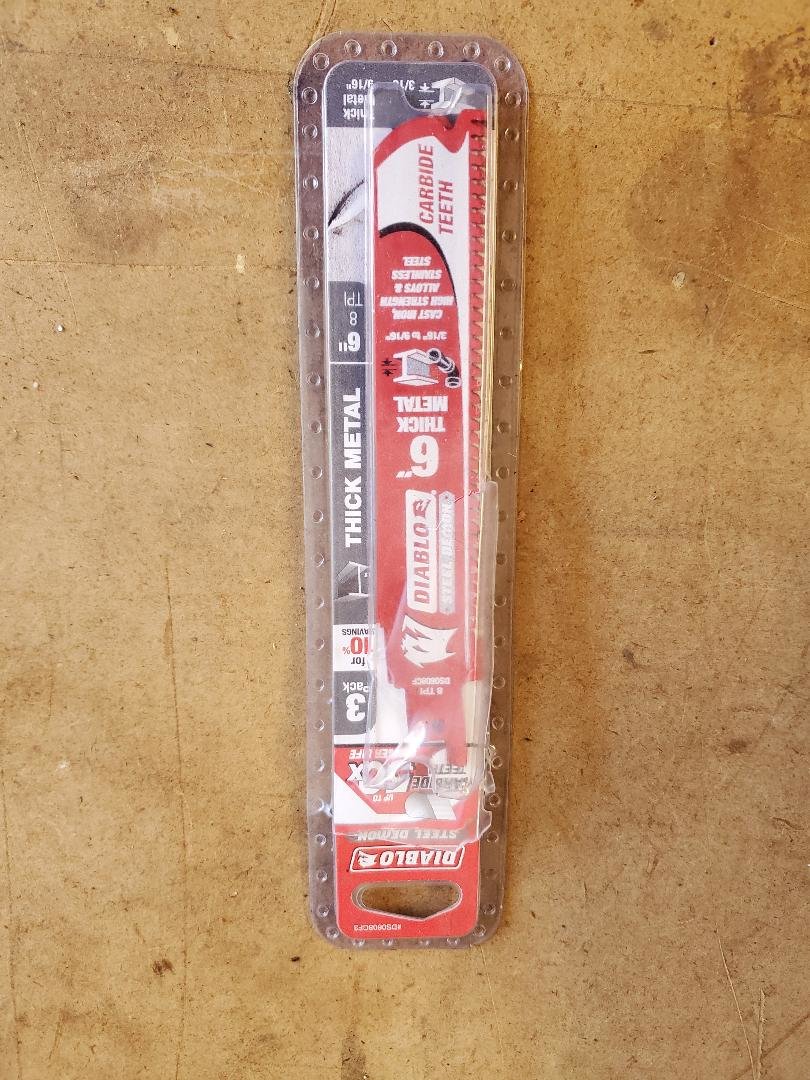 #DS0608CF3
DIABLO
STEEL DEMON
UP TO
CARBIDE
TEETH
3
Pack
for
10%
SAVINGS
THICK METAL
6"
8
TPI
Thick
Metal
8 TPI
DS0608CF
DIABLO
STEEL DEMON
6"
THICK
METAL
3/16" to 9/16"
CAST IRON,
HIGH STRENGTH
ALLOYS &
STAINLESS
STEEL
CARBIDE
TEETH